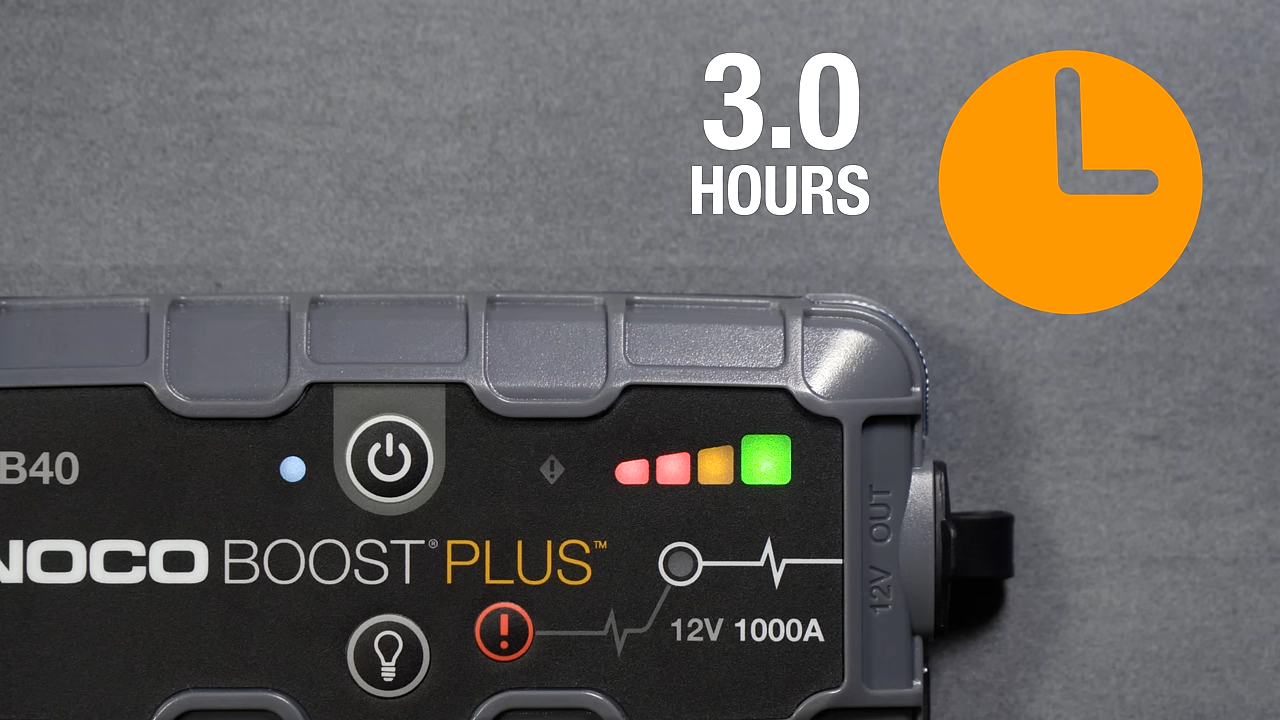 3.0
HOURS
B40
NOCO BOOST® PLUS™
12V 1000A
12V OUT